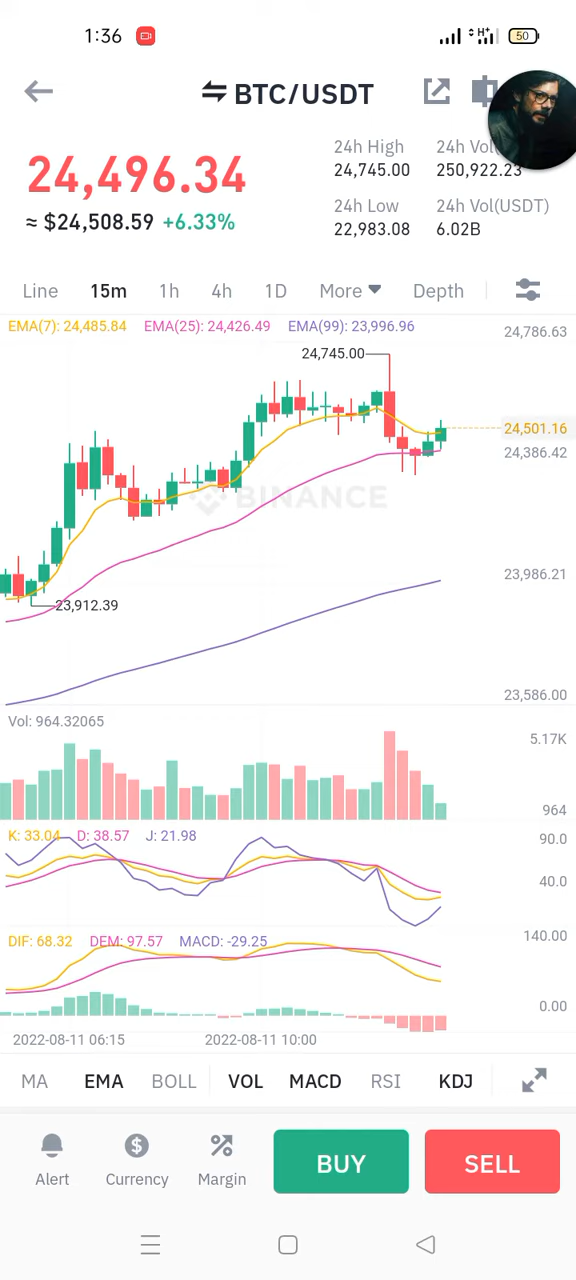 1:36 H+ 50
BTC/USDT
24,496.34
≈ $24,508.59 +6.33%
24h High
24,745.00
24h Vol
250,922.23
24h Low
22,983.08
24h Vol(USDT)
6.02B
Line 15m 1h 4h 1D More Depth
EMA(7): 24,485.84 EMA(25): 24,426.49 EMA(99): 23,996.96
24,786.63
24,745.00
24,501.16
24,386.42
BINANCE
23,986.21
23,912.39
23,586.00
Vol: 964.32065
5.17K
964
K: 33.04 D: 38.57 J: 21.98
90.0
40.0
DIF: 68.32 DEM: 97.57 MACD: -29.25
140.00
0.00
2022-08-11 06:15 2022-08-11 10:00
MA EMA BOLL VOL MACD RSI KDJ
Alert Currency Margin BUY SELL